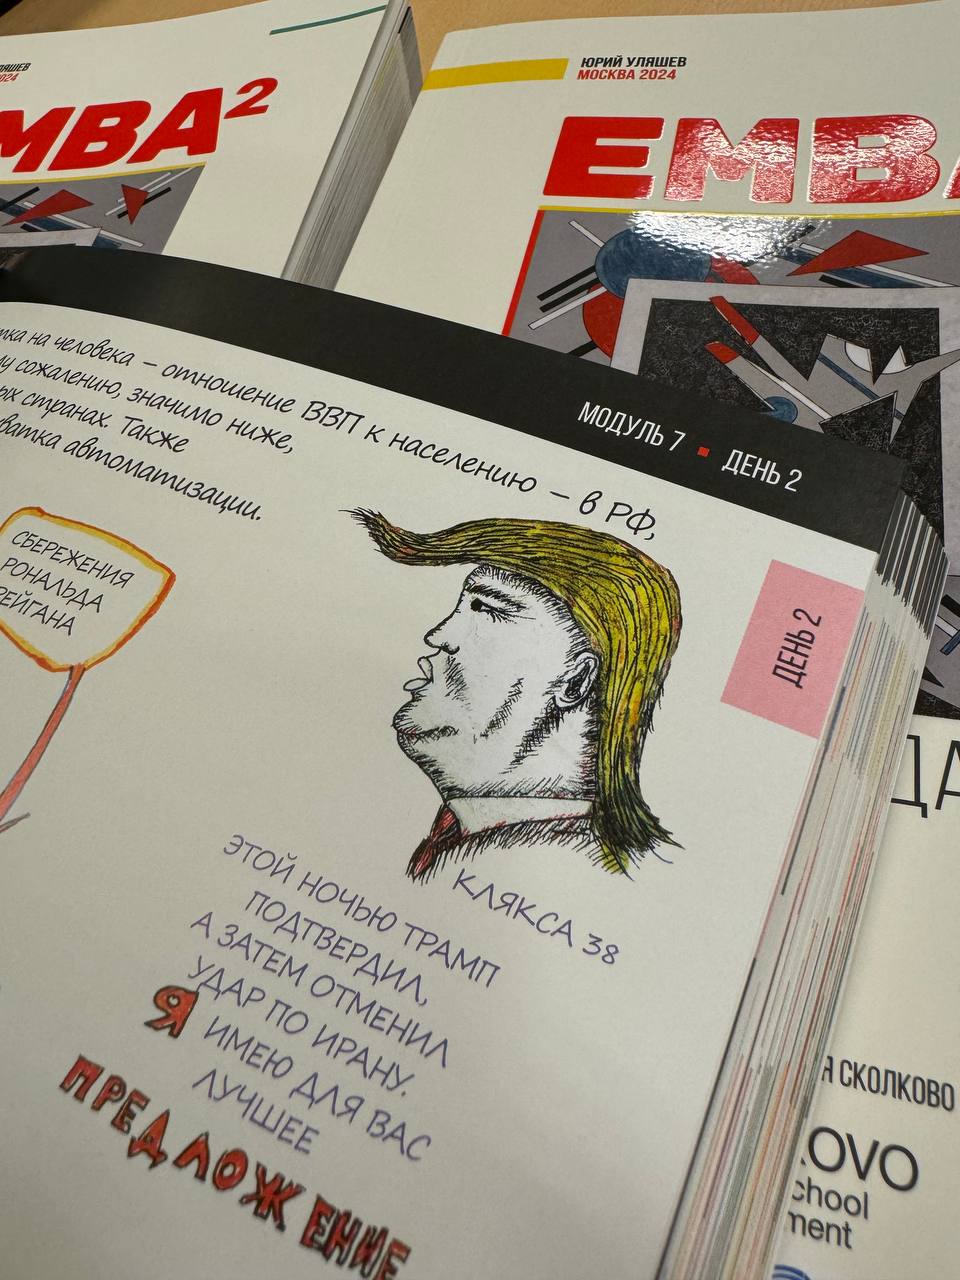 2024
EMBA²
ЮРИЙ УЛЯШЕВ
МОСКВА 2024
EMBA
МОДУЛЬ 7 ▪ ДЕНЬ 2
на человека – отношение ВВП к населению – в РФ,
сожалению, значимо ниже,
странах. Также
автоматизации.
СБЕРЕЖЕНИЯ
РОНАЛЬДА
РЕЙГАНА
ДЕНЬ 2
КЛЯКСА 38
ЭТОЙ НОЧЬЮ ТРАМП
ПОДТВЕРДИЛ,
А ЗАТЕМ ОТМЕНИЛ
УДАР ПО ИРАНУ.
Я ИМЕЮ ДЛЯ ВАС
ЛУЧШЕЕ
ПРЕДЛОЖЕНИЕ
СКОЛКОВО